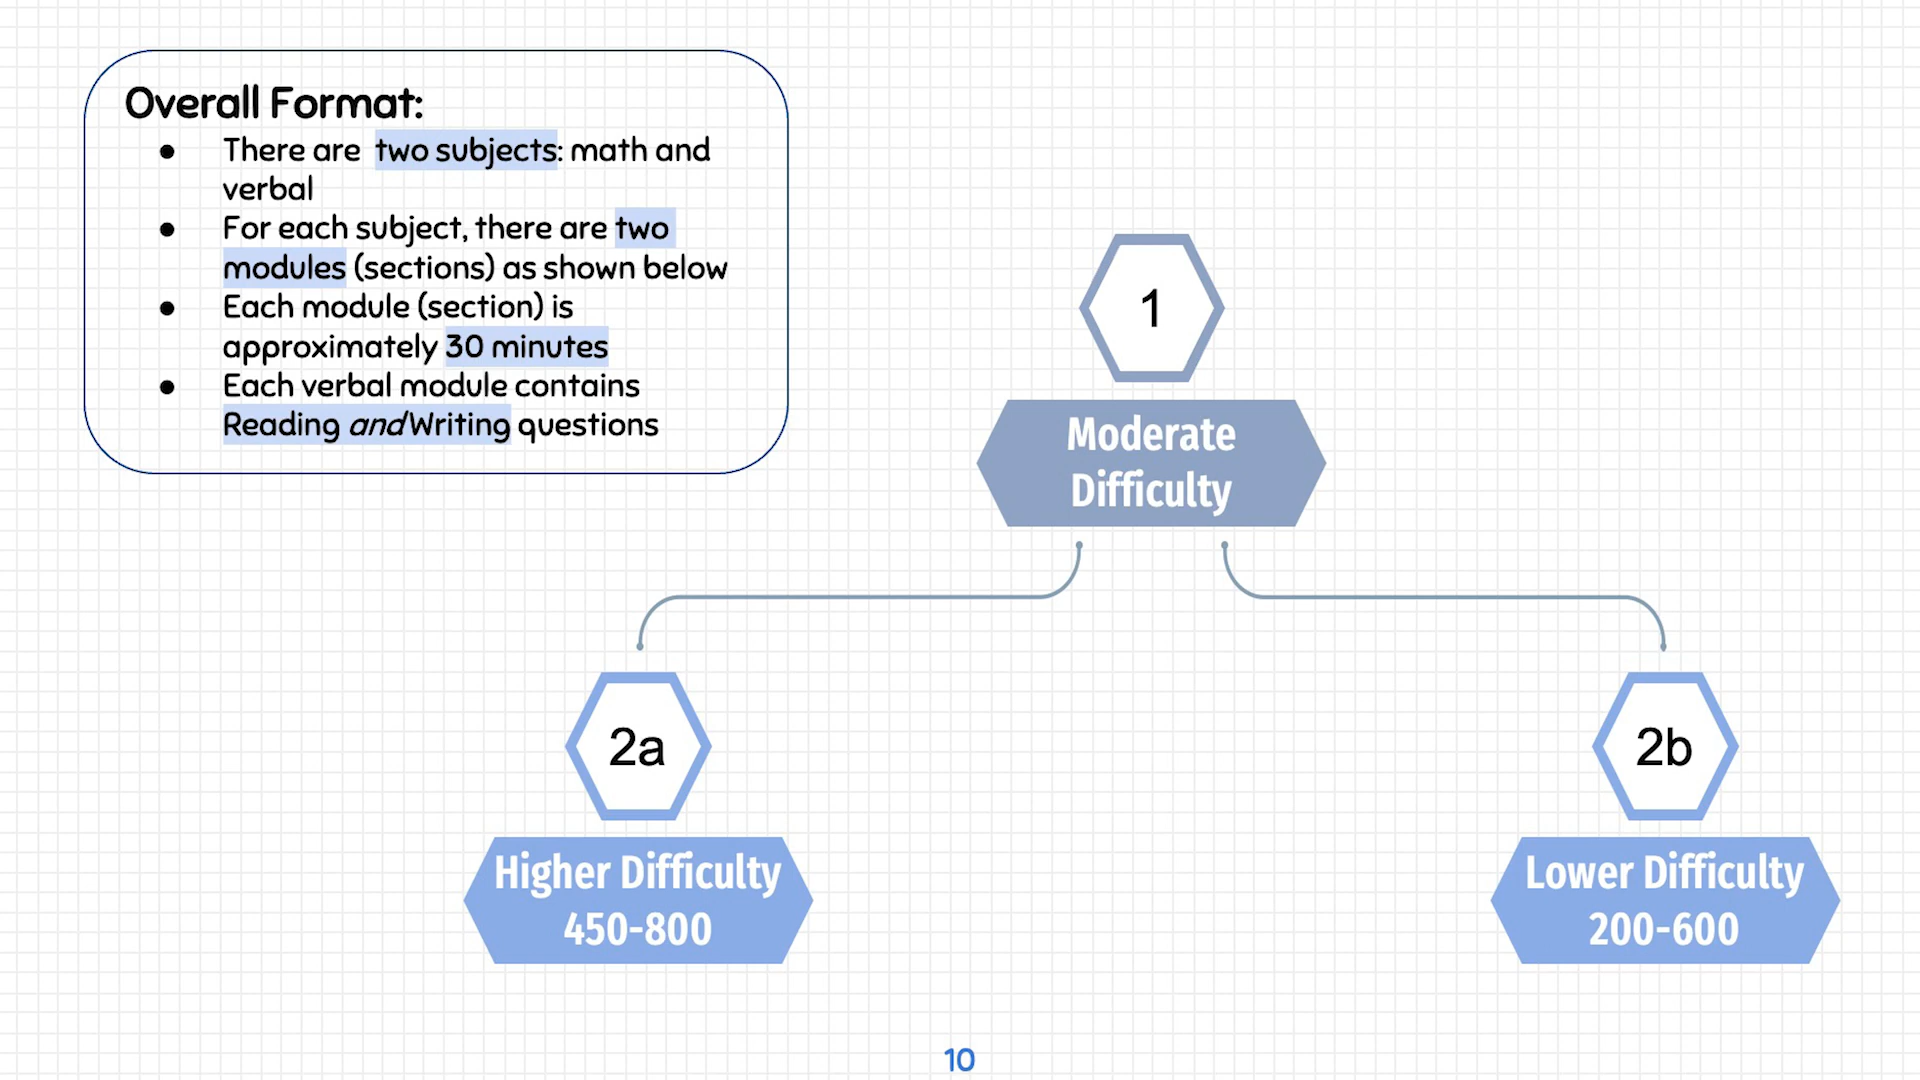 Overall Format:
● There are two subjects: math and
verbal
● For each subject, there are two
modules (sections) as shown below
● Each module (section) is
approximately 30 minutes
● Each verbal module contains
Reading and Writing questions
1
Moderate
Difficulty
2a
Higher Difficulty
450-800
2b
Lower Difficulty
200-600
10